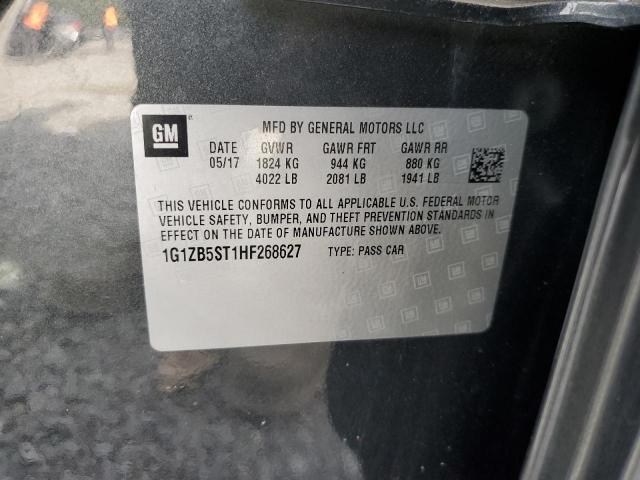 GM
MFD BY GENERAL MOTORS LLC
DATE GVWR GAWR FRT GAWR RR
05/17 1824 KG 944 KG 880 KG
4022 LB 2081 LB 1941 LB
THIS VEHICLE CONFORMS TO ALL APPLICABLE U.S. FEDERAL MOTOR
VEHICLE SAFETY, BUMPER, AND THEFT PREVENTION STANDARDS IN
EFFECT ON THE DATE OF MANUFACTURE SHOWN ABOVE.
1G1ZB5ST1HF268627 TYPE: PASS CAR